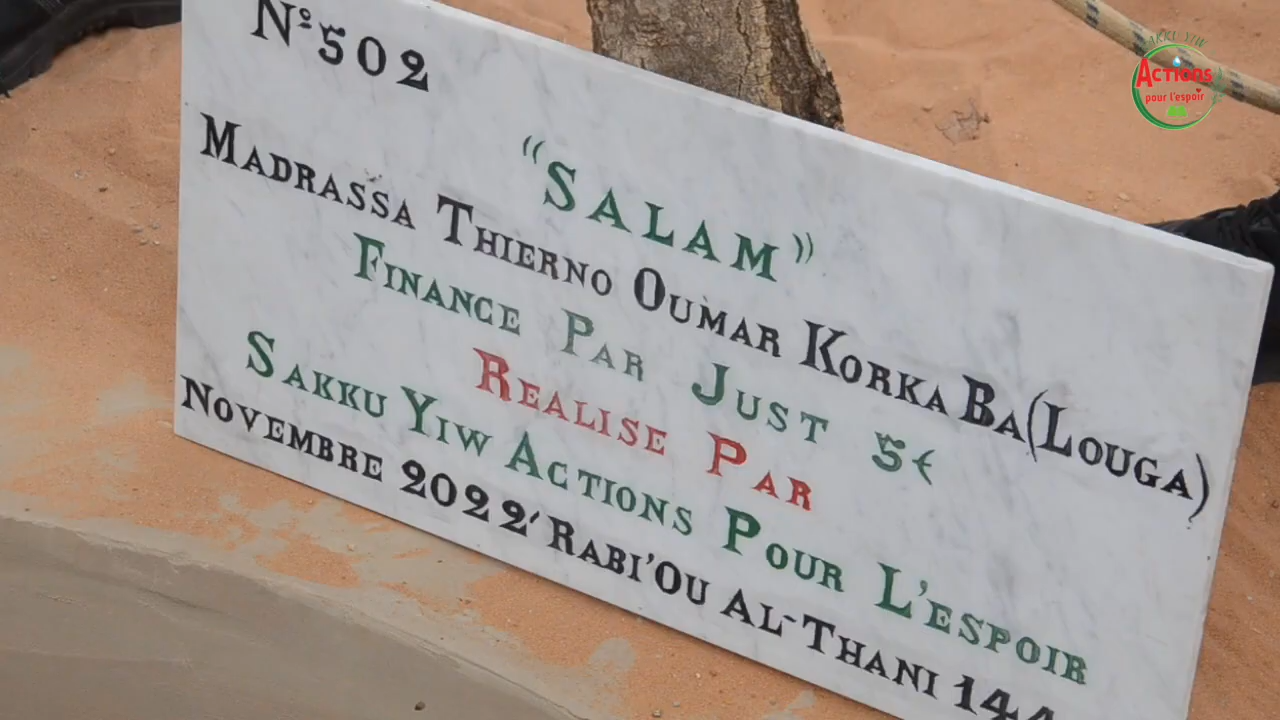 Nº502
"SALAM"
MADRASSA THIERNO OUMAR KORKA BA(LOUGA)
FINANCE PAR JUST 5€
REALISE PAR
SAKKU YIW ACTIONS POUR L'ESPOIR
NOVEMBRE 2022'RABI'OU AL-THANI 144
SAKKU YIW
ACTIONS
pour l'espoir